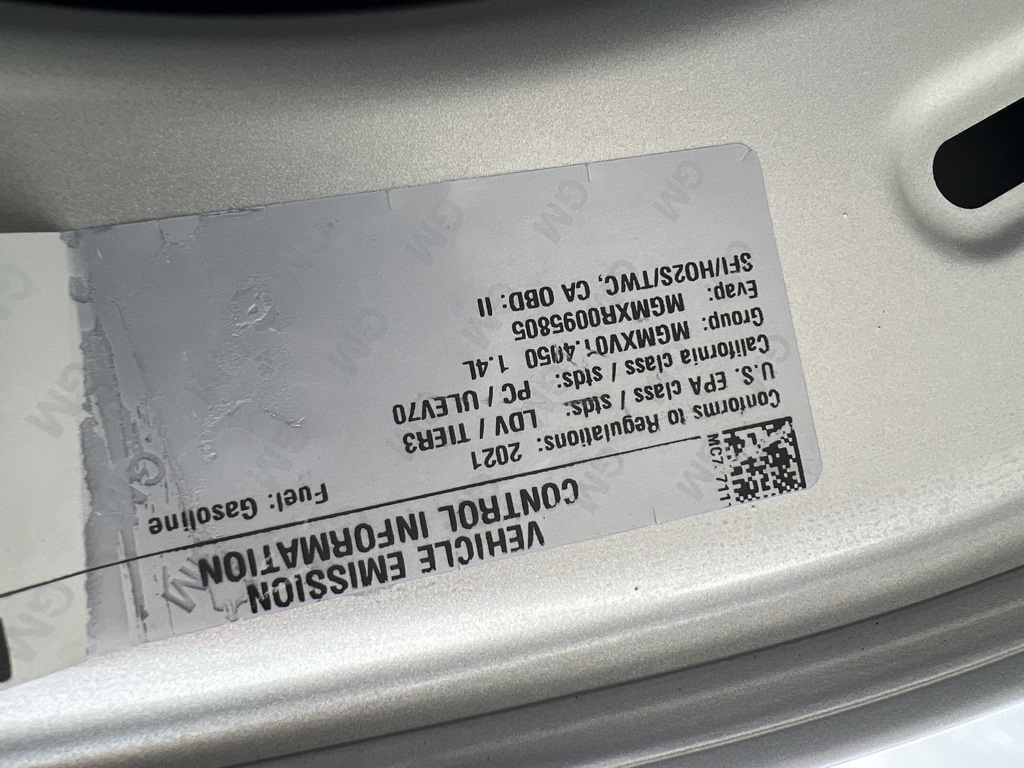 VEHICLE EMISSION
CONTROL INFORMATION
Fuel: Gasoline
Conforms to Regulations: 2021
U.S. EPA class / stds: LDV / TIER3
California class / stds: PC / ULEV70
Group: MGMXV01.4050 1.4L
Evap: MGMXR0095805
SFI/HO2S/TWC, CA OBD: II
GM